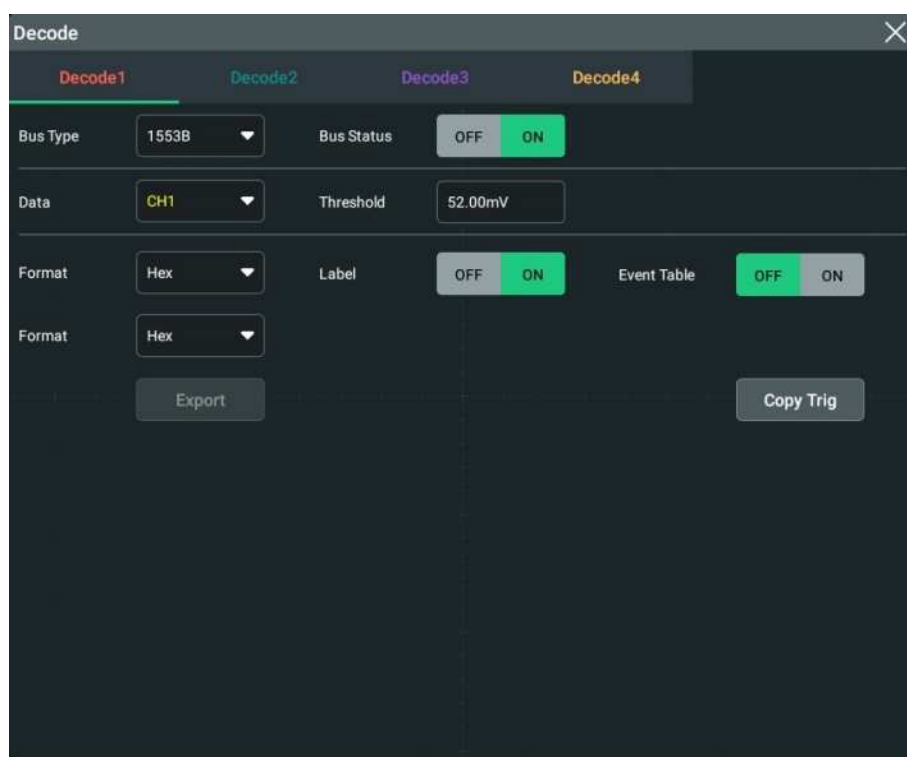 Decode
Decode1 Decode2 Decode3 Decode4
Bus Type 1553B Bus Status OFF ON
Data CH1 Threshold 52.00mV
Format Hex Label OFF ON Event Table OFF ON
Format Hex
Export Copy Trig